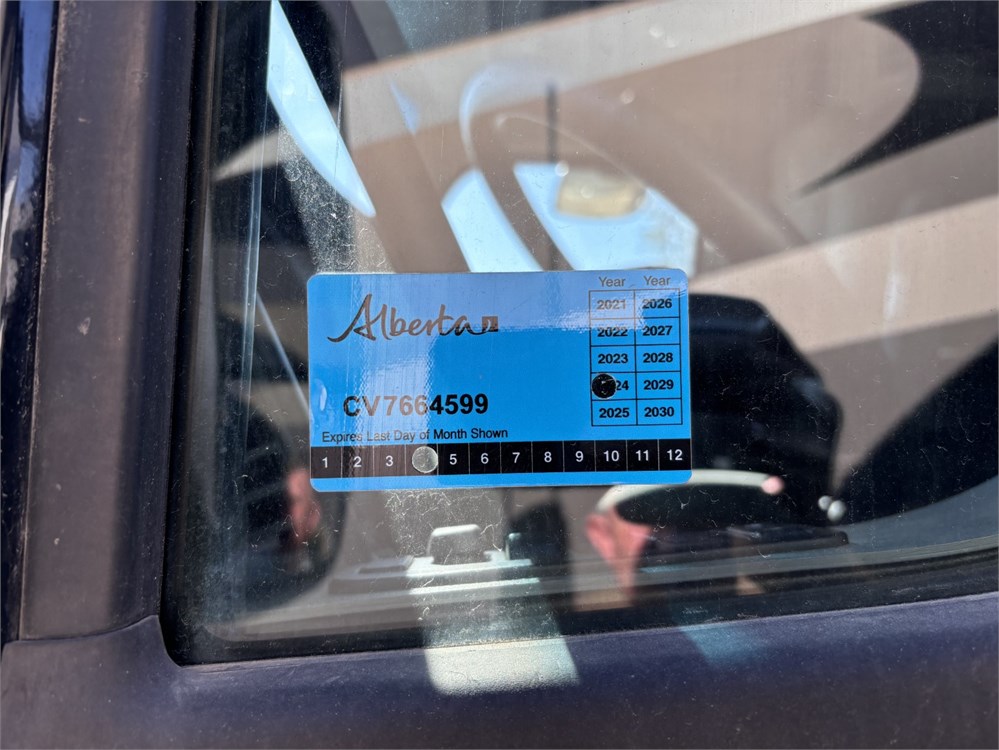 Alberta
Year Year
2021 2026
2022 2027
2023 2028
24 2029
2025 2030
CV7664599
Expires Last Day of Month Shown
1 2 3 5 6 7 8 9 10 11 12